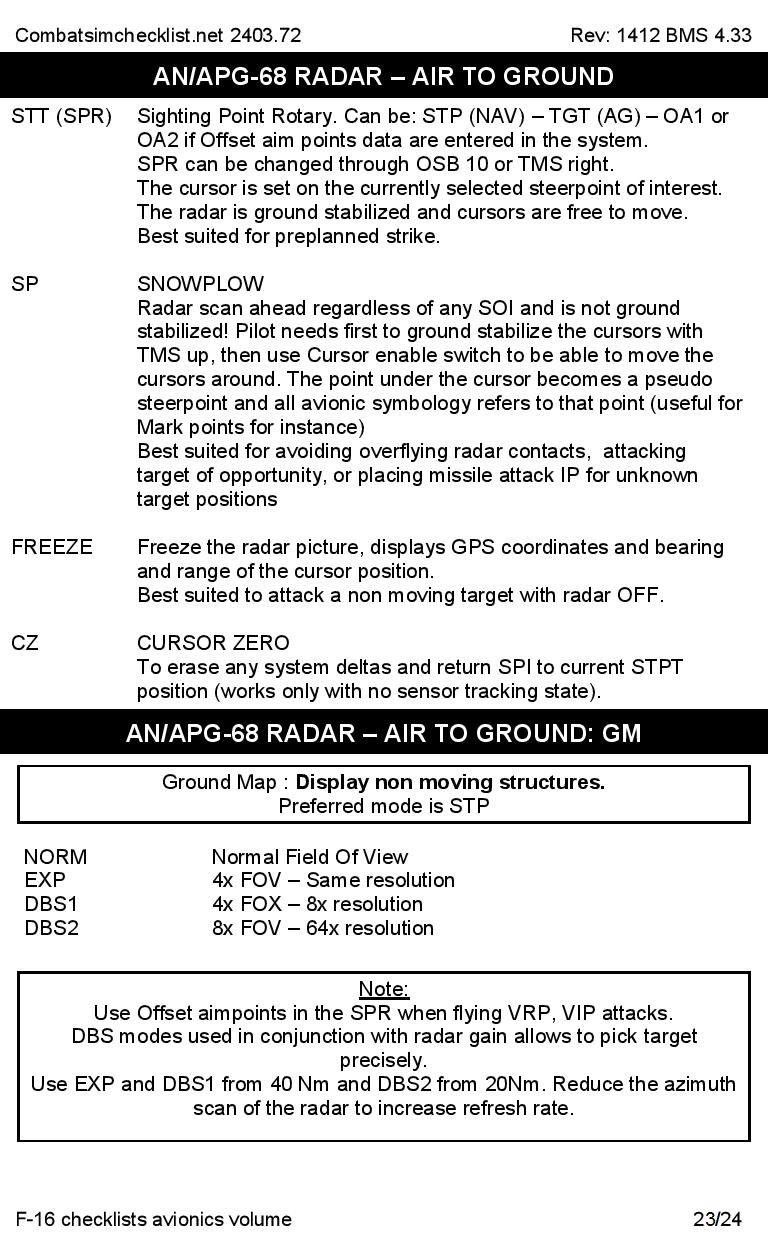 Combatsimchecklist.net 2403.72 Rev: 1412 BMS 4.33
AN/APG-68 RADAR – AIR TO GROUND
STT (SPR) Sighting Point Rotary. Can be: STP (NAV) – TGT (AG) – OA1 or
OA2 if Offset aim points data are entered in the system.
SPR can be changed through OSB 10 or TMS right.
The cursor is set on the currently selected steerpoint of interest.
The radar is ground stabilized and cursors are free to move.
Best suited for preplanned strike.
SP SNOWPLOW
Radar scan ahead regardless of any SOI and is not ground
stabilized! Pilot needs first to ground stabilize the cursors with
TMS up, then use Cursor enable switch to be able to move the
cursors around. The point under the cursor becomes a pseudo
steerpoint and all avionic symbology refers to that point (useful for
Mark points for instance)
Best suited for avoiding overflying radar contacts, attacking
target of opportunity, or placing missile attack IP for unknown
target positions
FREEZE Freeze the radar picture, displays GPS coordinates and bearing
and range of the cursor position.
Best suited to attack a non moving target with radar OFF.
CZ CURSOR ZERO
To erase any system deltas and return SPI to current STPT
position (works only with no sensor tracking state).
AN/APG-68 RADAR – AIR TO GROUND: GM
Ground Map : Display non moving structures.
Preferred mode is STP
NORM Normal Field Of View
EXP 4x FOV – Same resolution
DBS1 4x FOX – 8x resolution
DBS2 8x FOV – 64x resolution
Note:
Use Offset aimpoints in the SPR when flying VRP, VIP attacks.
DBS modes used in conjunction with radar gain allows to pick target
precisely.
Use EXP and DBS1 from 40 Nm and DBS2 from 20Nm. Reduce the azimuth
scan of the radar to increase refresh rate.
F-16 checklists avionics volume 23/24